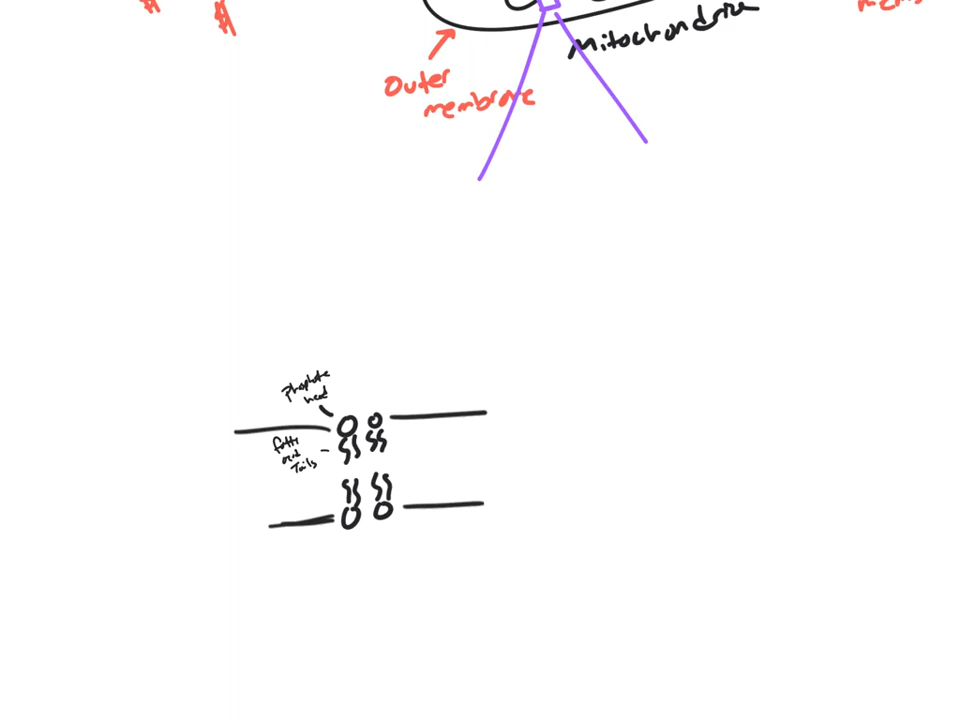 Mitochondria
Outer
membrane
Phosphate
head
fatty
acid
Tails